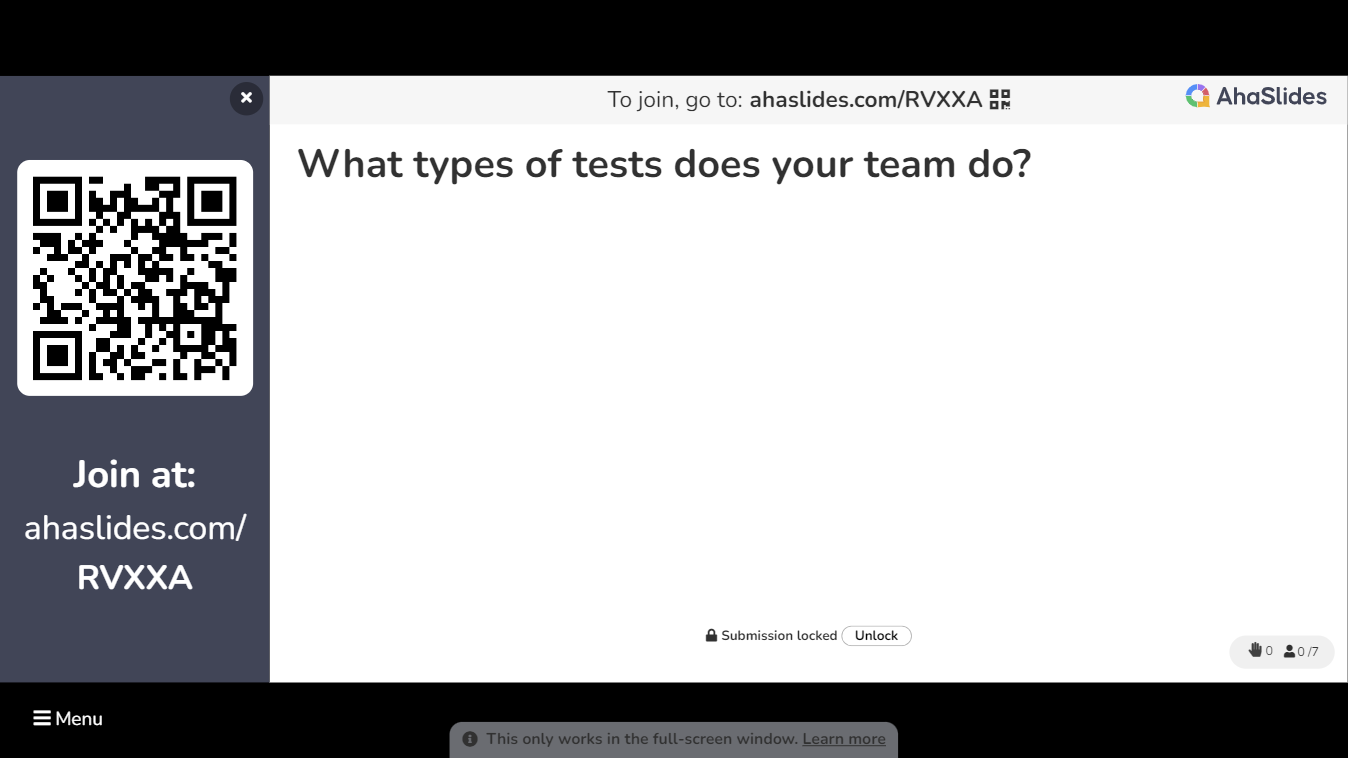 To join, go to: ahaslides.com/RVXXA
AhaSlides
What types of tests does your team do?
Join at:
ahaslides.com/
RVXXA
Submission locked Unlock
0 0 /7
Menu
This only works in the full-screen window. Learn more